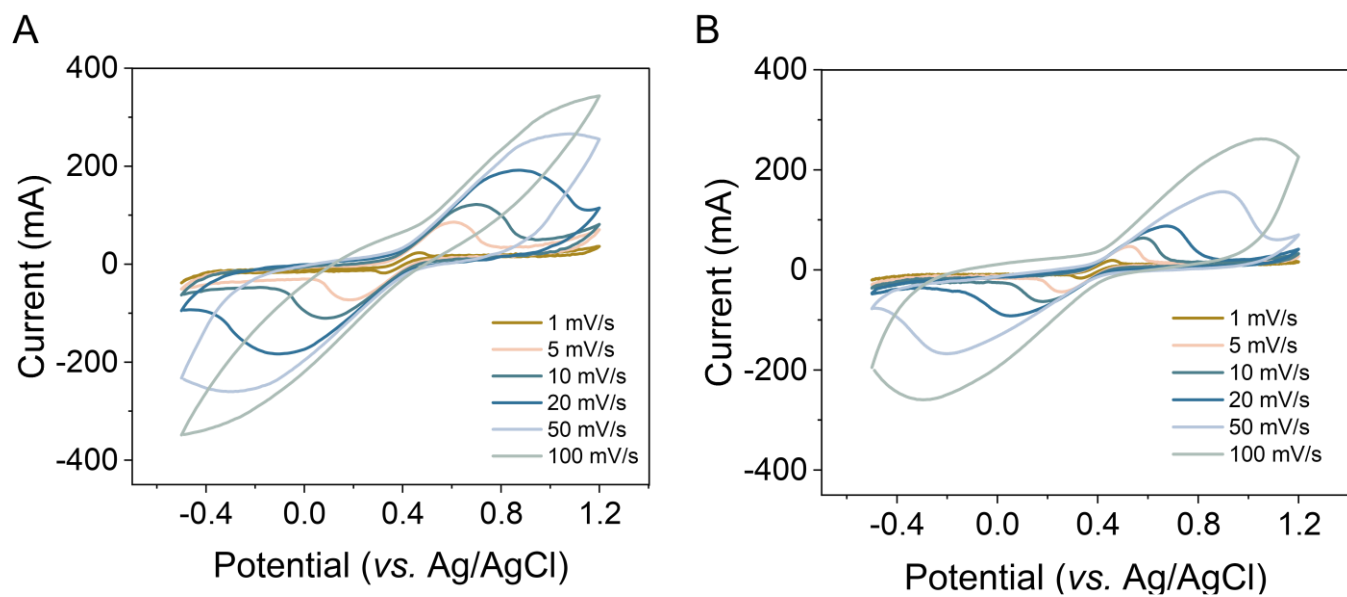 A
400
200
0
-200
-400
Current (mA)
-0.4 0.0 0.4 0.8 1.2
Potential (vs. Ag/AgCl)
1 mV/s
5 mV/s
10 mV/s
20 mV/s
50 mV/s
100 mV/s
B
400
200
0
-200
-400
Current (mA)
-0.4 0.0 0.4 0.8 1.2
Potential (vs. Ag/AgCl)
1 mV/s
5 mV/s
10 mV/s
20 mV/s
50 mV/s
100 mV/s